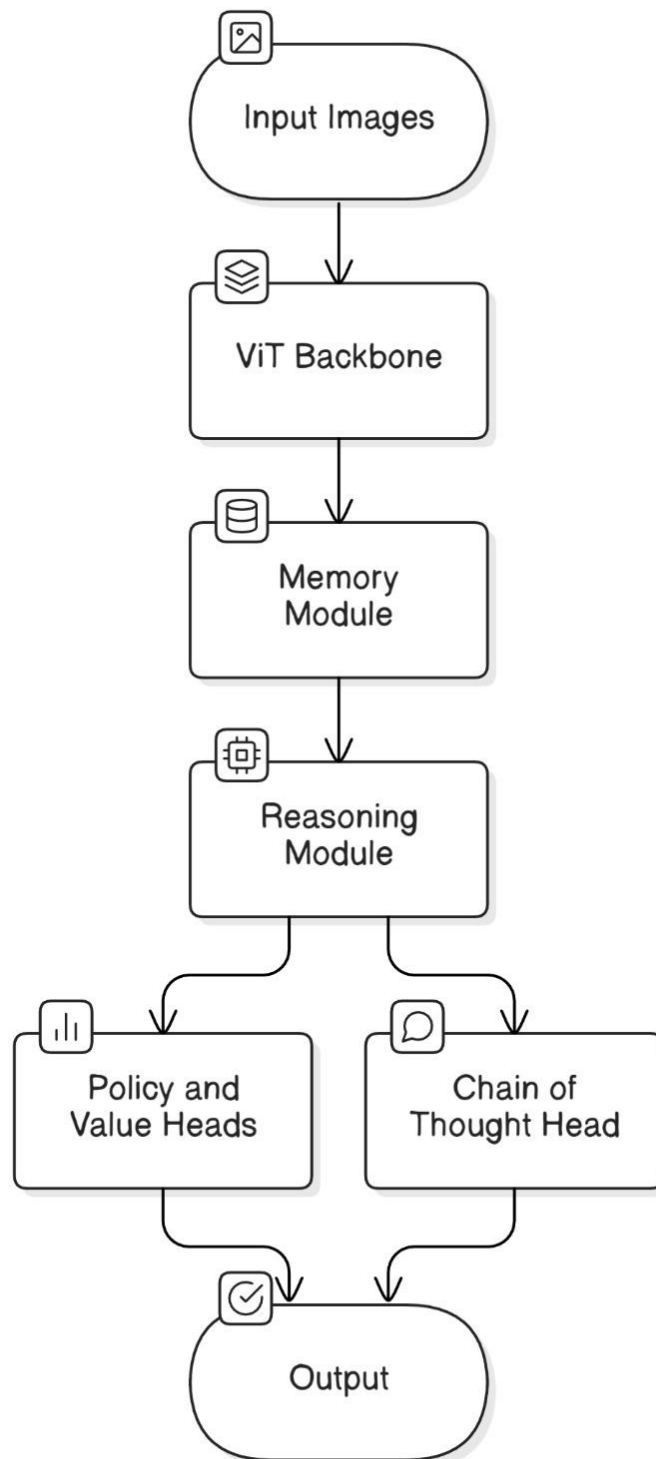 Input Images
ViT Backbone
Memory
Module
Reasoning
Module
Policy and
Value Heads
Chain of
Thought Head
Output